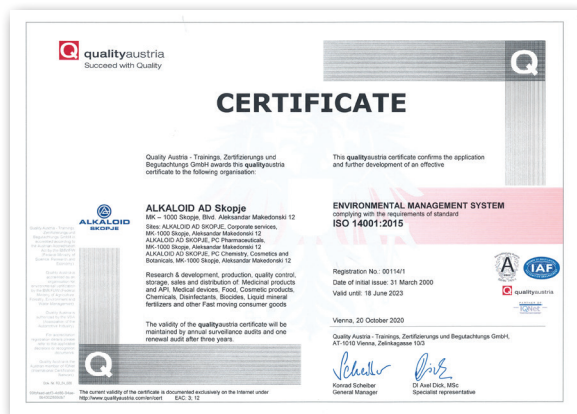 qualityaustria
Succeed with Quality
CERTIFICATE
Quality Austria - Trainings, Zertifizierungs und
Begutachtungs GmbH awards this qualityaustria
certificate to the following organisation:
ALKALOID
SKOPJE
ALKALOID AD Skopje
MK – 1000 Skopje, Blvd. Aleksandar Makedonski 12
Sites: ALKALOID AD SKOPJE, Corporate services,
MK-1000 Skopje, Aleksandar Makedonski 12
ALKALOID AD SKOPJE, PC Pharmaceuticals,
MK-1000 Skopje, Aleksandar Makedonski 12
ALKALOID AD SKOPJE, PC Chemistry, Cosmetics and
Botanicals, MK-1000 Skopje, Aleksandar Makedonski 12
Research & development, production, quality control,
storage, sales and distribution of: Medicinal products
and API, Medical devices, Food, Cosmetic products,
Chemicals, Disinfectants, Biocides, Liquid mineral
fertilizers and other Fast moving consumer goods
The validity of the qualityaustria certificate will be
maintained by annual surveillance audits and one
renewal audit after three years.
The current validity of the certificate is documented exclusively on the Internet under
http://www.qualityaustria.com/en/cert EAC: 3; 12
This qualityaustria certificate confirms the application
and further development of an effective
ENVIRONMENTAL MANAGEMENT SYSTEM
complying with the requirements of standard
ISO 14001:2015
Registration No.: 00114/1
Date of initial issue: 31 March 2000
Valid until: 18 June 2023
IAF
qualityaustria
IQNet
Vienna, 20 October 2020
Quality Austria - Trainings, Zertifizierungs und Begutachtungs GmbH,
AT-1010 Vienna, Zelinkagasse 10/3
Konrad Scheiber
General Manager
DI Axel Dick, MSc
Specialist representative